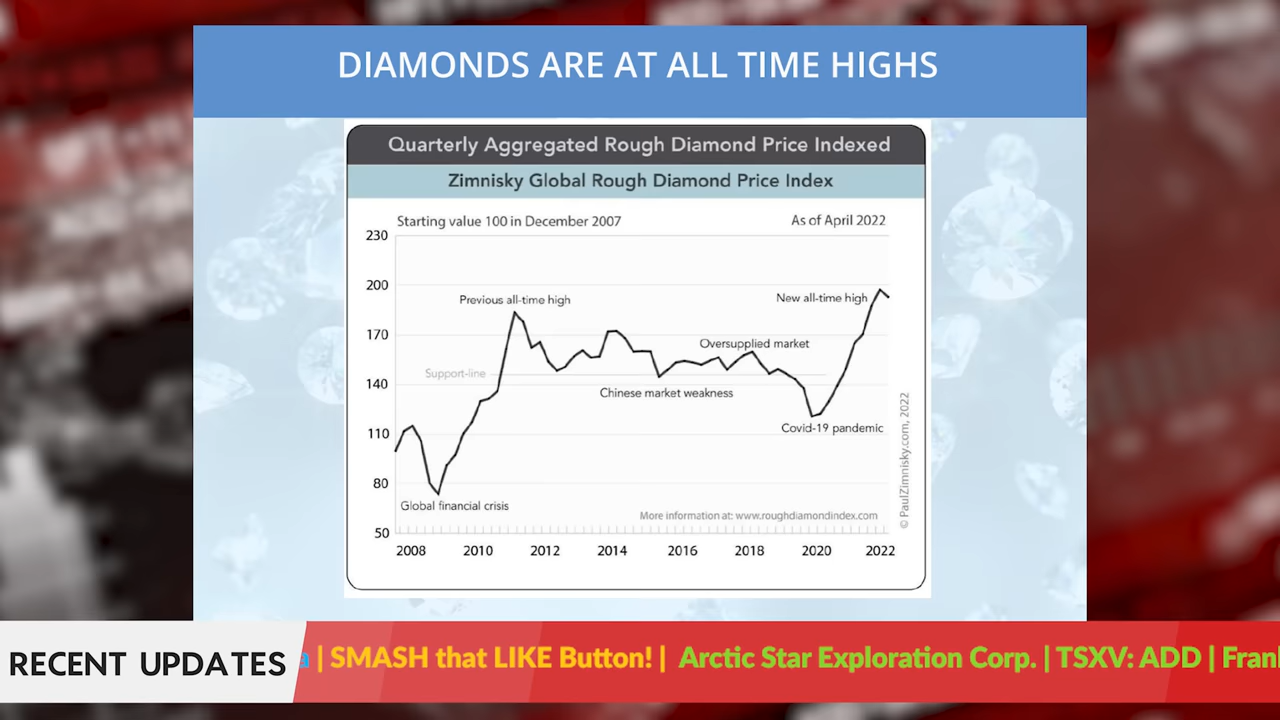 DIAMONDS ARE AT ALL TIME HIGHS
Quarterly Aggregated Rough Diamond Price Indexed
Zimnisky Global Rough Diamond Price Index
Starting value 100 in December 2007
As of April 2022
230
200
170
140
110
80
50
Previous all-time high
New all-time high
Oversupplied market
Support-line
Chinese market weakness
Covid-19 pandemic
Global financial crisis
More information at: www.roughdiamondindex.com
© PaulZimnisky.com, 2022
2008 2010 2012 2014 2016 2018 2020 2022
RECENT UPDATES
a | SMASH that LIKE Button! | Arctic Star Exploration Corp. | TSXV: ADD | Frank